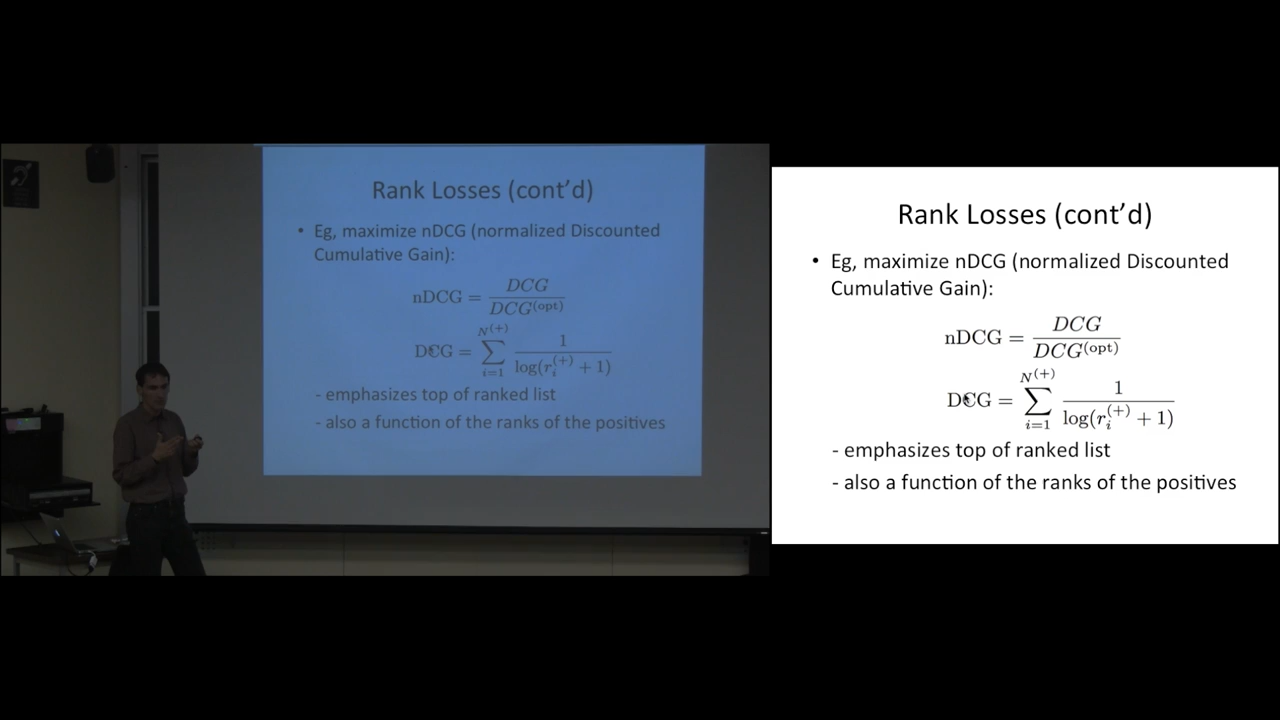 Rank Losses (cont'd)
• Eg, maximize nDCG (normalized Discounted
Cumulative Gain):
nDCG = DCG / DCG^(opt)
DCG = ∑_{i=1}^{N^(+)} 1 / log(r_i^(+) + 1)
- emphasizes top of ranked list
- also a function of the ranks of the positives
Rank Losses (cont'd)
• Eg, maximize nDCG (normalized Discounted
Cumulative Gain):
nDCG = DCG / DCG^(opt)
DCG = ∑_{i=1}^{N^(+)} 1 / log(r_i^(+) + 1)
- emphasizes top of ranked list
- also a function of the ranks of the positives